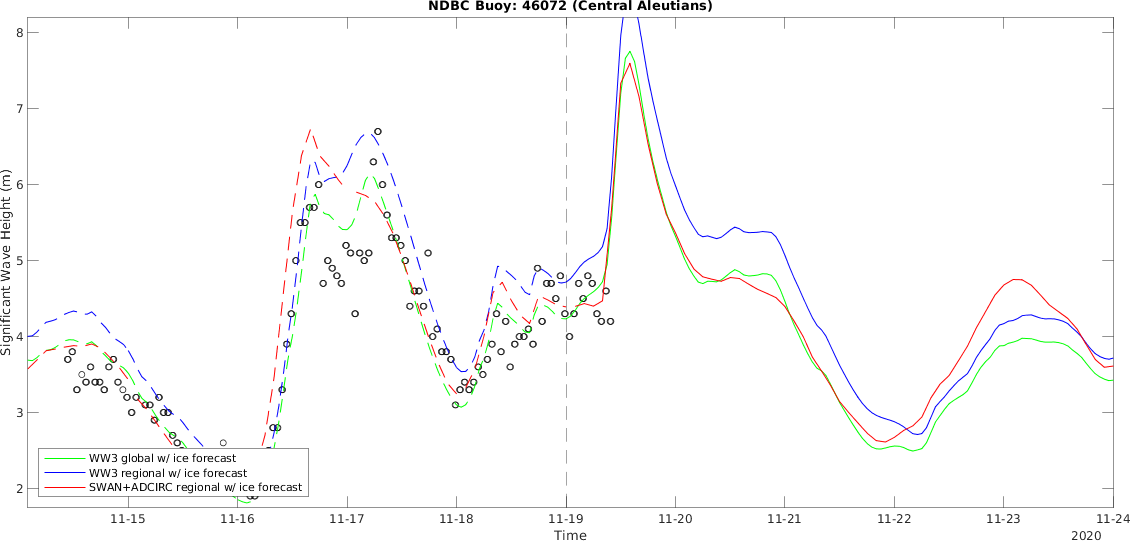 NDBC Buoy: 46072 (Central Aleutians)
8
7
6
5
4
3
2
Significant Wave Height (m)
WW3 global w/ ice forecast
WW3 regional w/ ice forecast
SWAN+ADCIRC regional w/ ice forecast
11-15 11-16 11-17 11-18 11-19 11-20 11-21 11-22 11-23 11-24
Time
2020